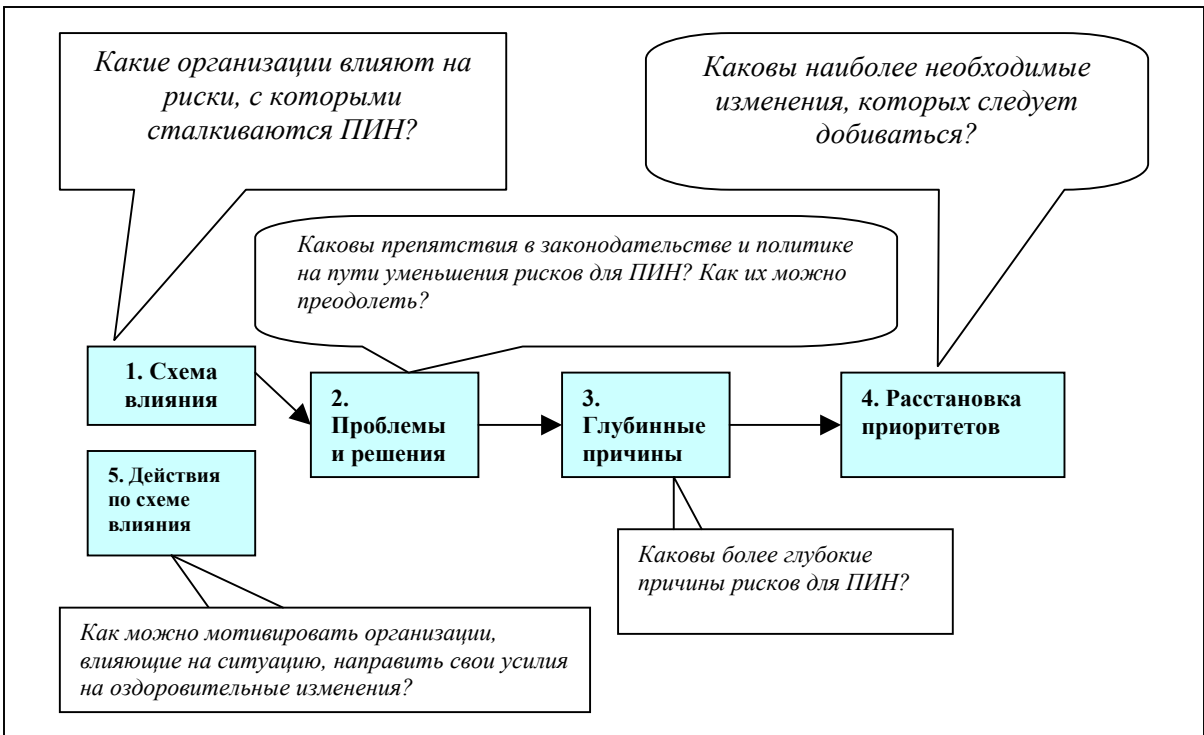 Какие организации влияют на
риски, с которыми
сталкиваются ПИН?
Каковы наиболее необходимые
изменения, которых следует
добиваться?
Каковы препятствия в законодательстве и политике
на пути уменьшения рисков для ПИН? Как их можно
преодолеть?
1. Схема
влияния
2.
Проблемы
и решения
3.
Глубинные
причины
4. Расстановка
приоритетов
5. Действия
по схеме
влияния
Каковы более глубокие
причины рисков для ПИН?
Как можно мотивировать организации,
влияющие на ситуацию, направить свои усилия
на оздоровительные изменения?